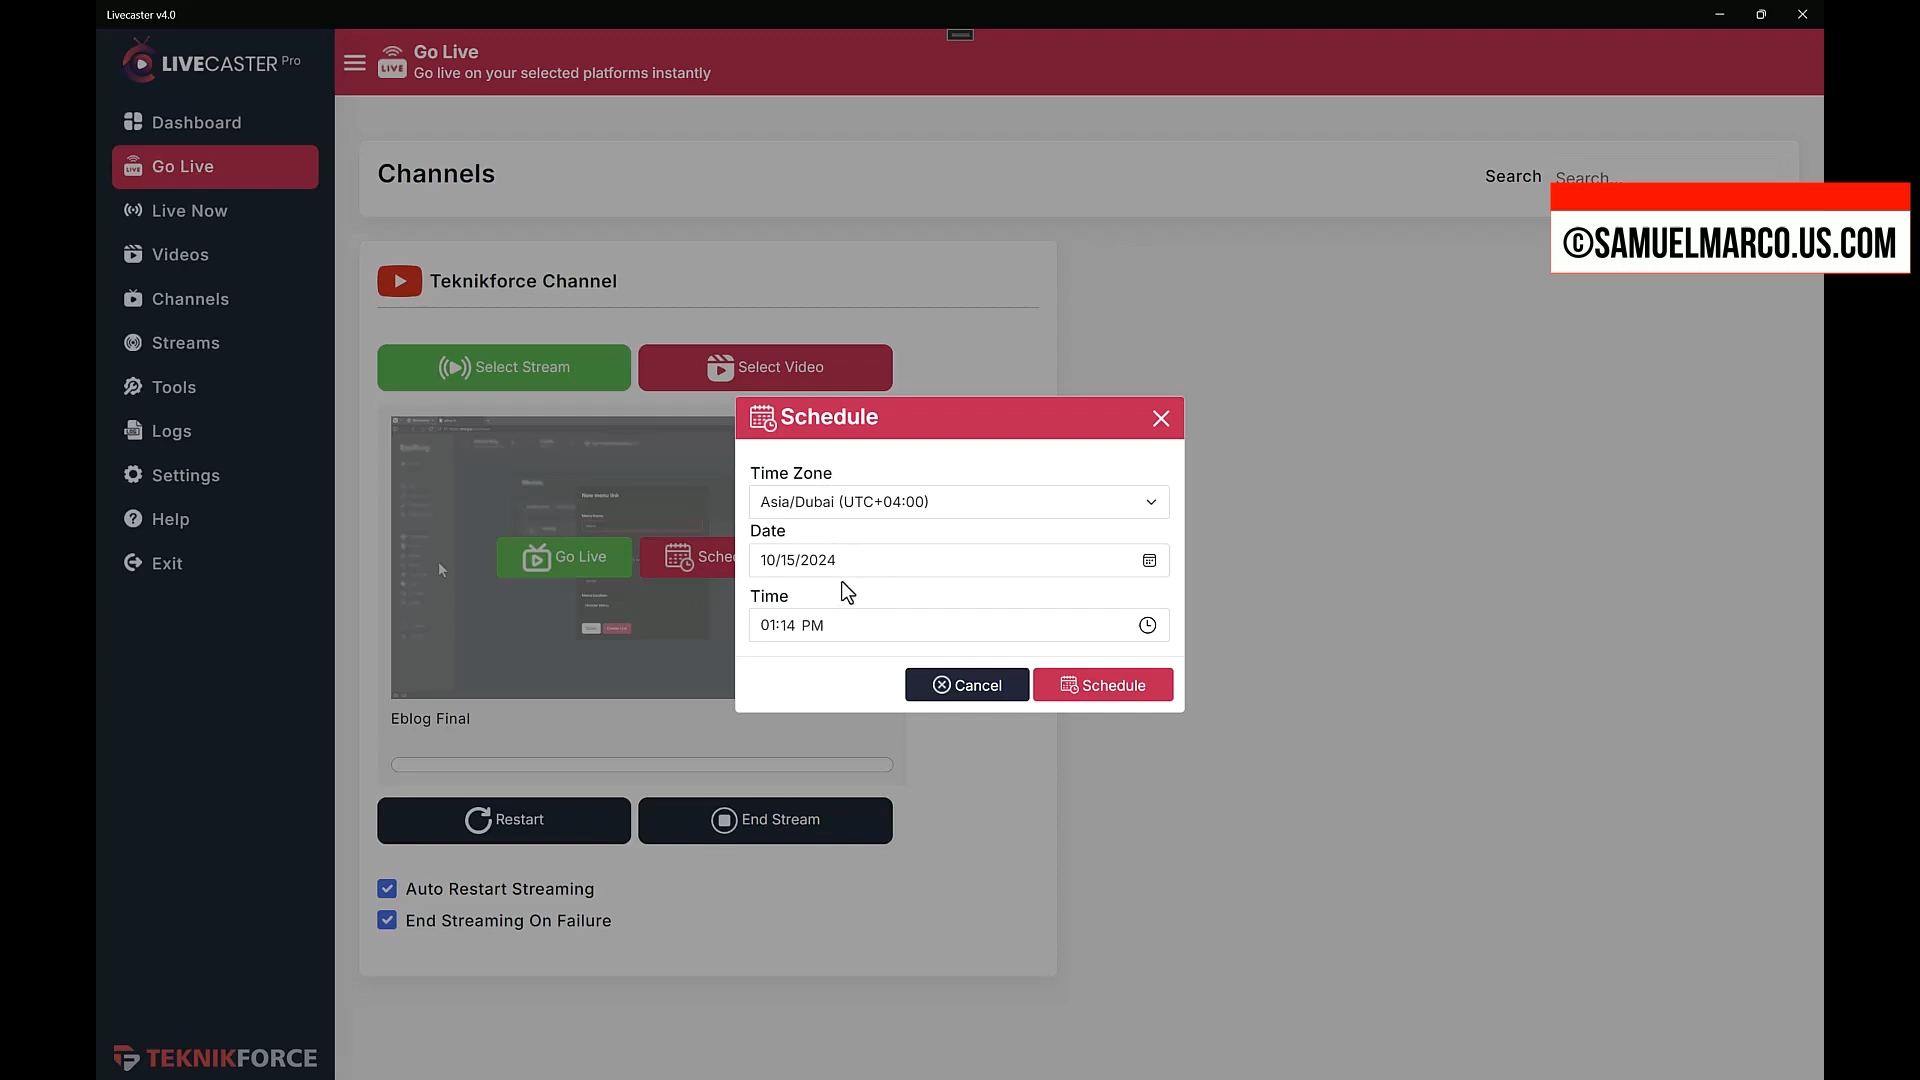 Livecaster v4.0
LIVECASTER Pro
Go Live
Go live on your selected platforms instantly
Dashboard
Go Live
Live Now
Videos
Channels
Streams
Tools
Logs
Settings
Help
Exit
TEKNIKFORCE
Channels
Search
Search...
©SAMUELMARCO.US.COM
Teknikforce Channel
Select Stream
Select Video
Go Live
Sche
Eblog Final
Restart
End Stream
Auto Restart Streaming
End Streaming On Failure
Schedule
Time Zone
Asia/Dubai (UTC+04:00)
Date
10/15/2024
Time
01:14 PM
Cancel
Schedule